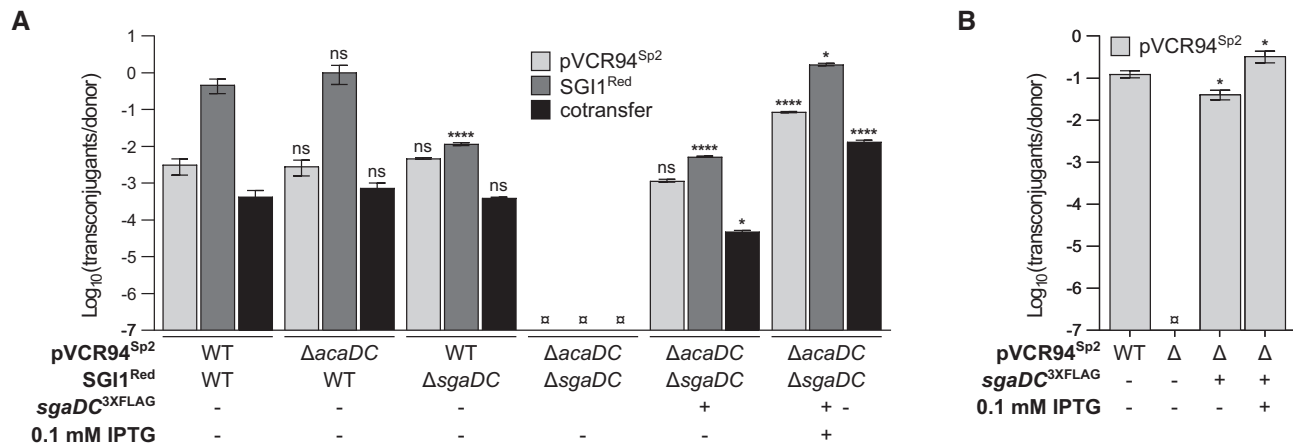 A
Log10(transconjugants/donor)
1
0
-1
-2
-3
-4
-5
-6
-7
pVCR94Sp2
SGI1Red
cotransfer
ns
ns
ns
ns
****
ns
¤ ¤ ¤
ns
****
*
****
*
****
pVCR94Sp2 WT ΔacaDC WT ΔacaDC ΔacaDC ΔacaDC
SGI1Red WT WT ΔsgaDC ΔsgaDC ΔsgaDC ΔsgaDC
sgaDC3XFLAG - - - + + -
0.1 mM IPTG - - - - - +
B
Log10(transconjugants/donor)
0
-1
-2
-3
-4
-5
-6
-7
pVCR94Sp2
¤
*
*
pVCR94Sp2 WT Δ Δ Δ
sgaDC3XFLAG - - + +
0.1 mM IPTG - - - +